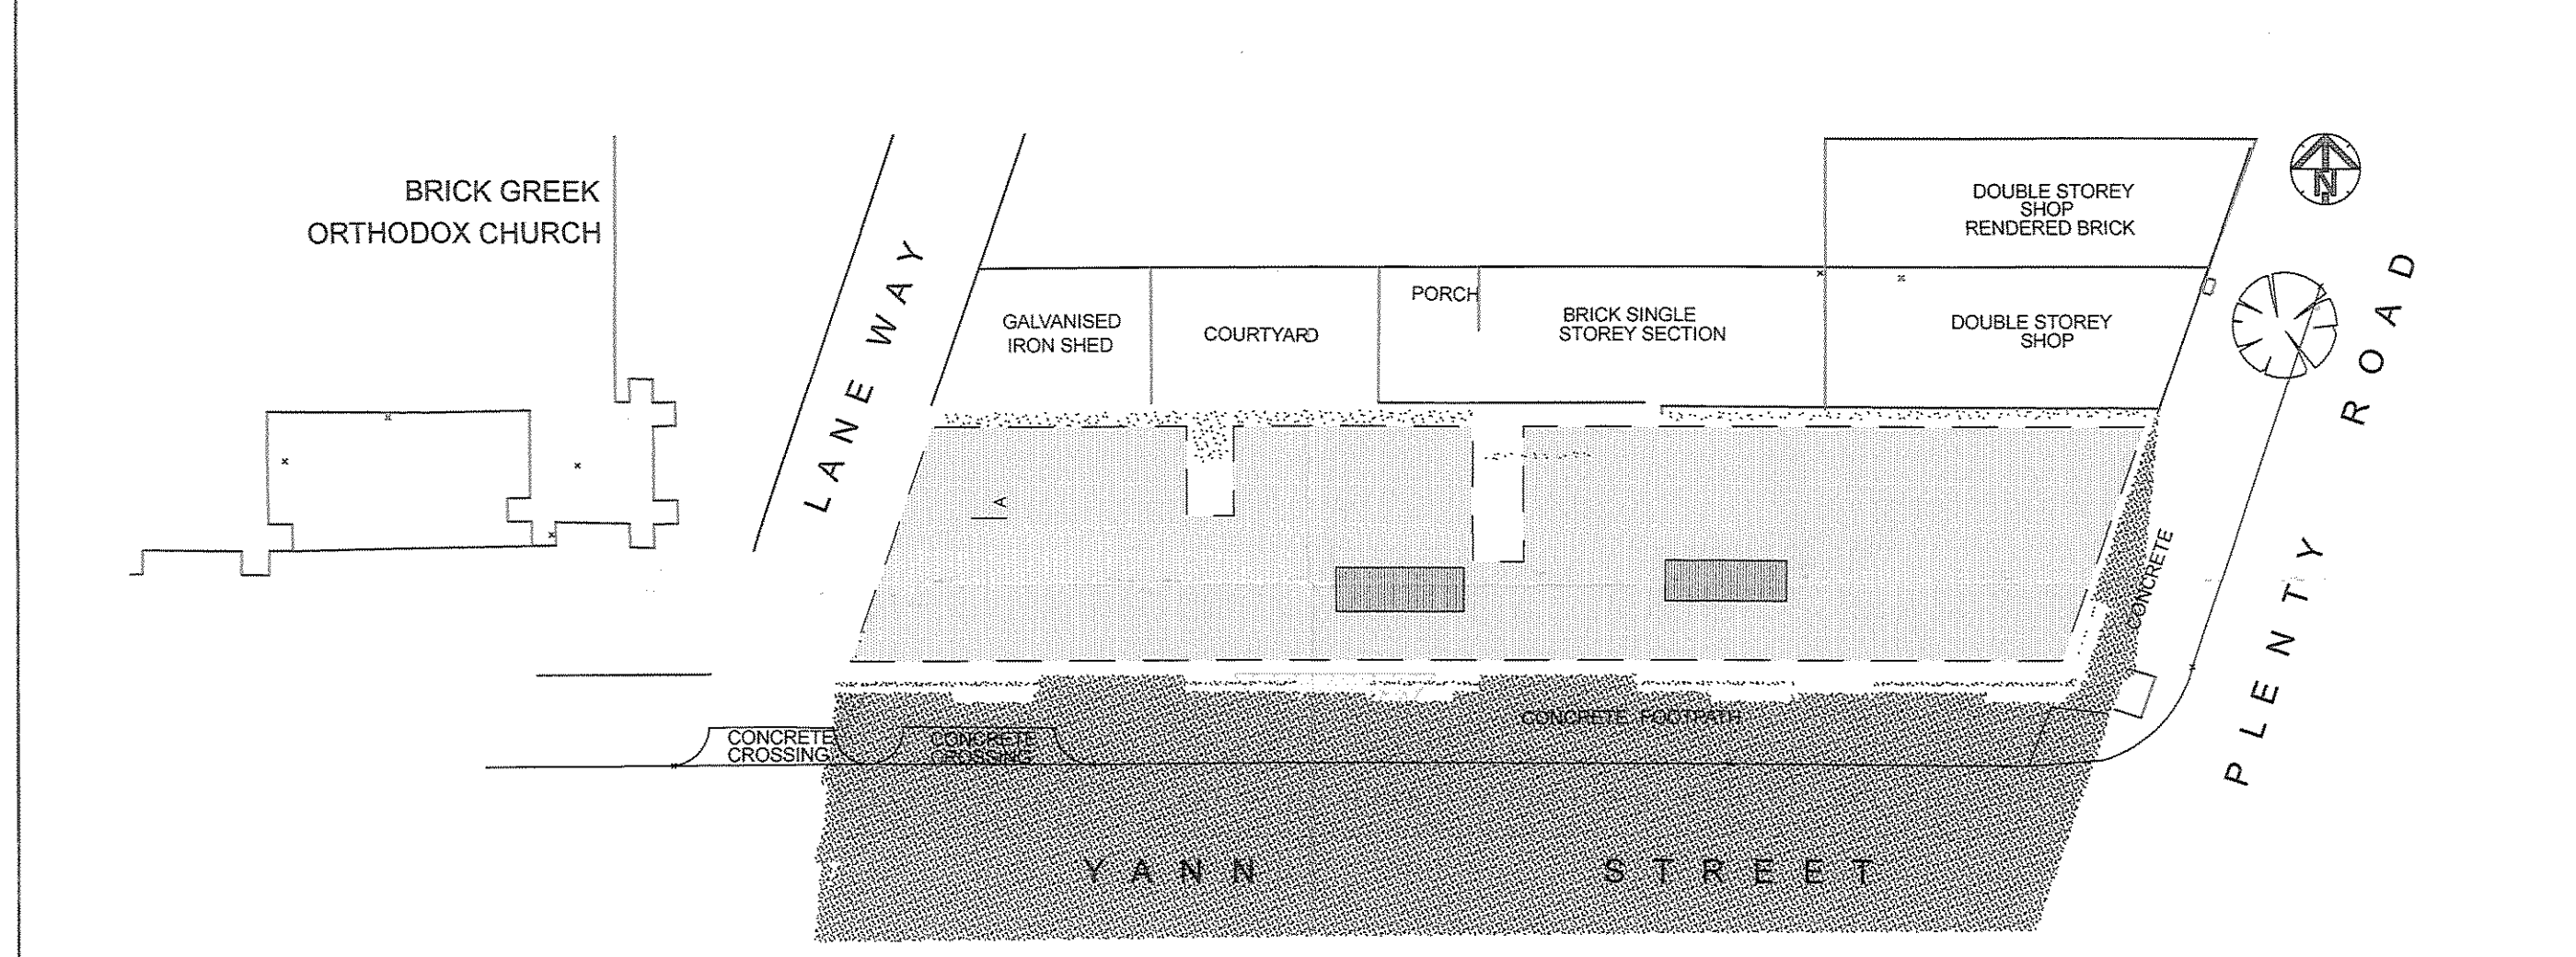 BRICK GREEK
ORTHODOX CHURCH
LANE WAY
GALVANISED
IRON SHED
COURTYARD
PORCH
BRICK SINGLE
STOREY SECTION
DOUBLE STOREY
SHOP
RENDERED BRICK
DOUBLE STOREY
SHOP
N
PLENTY ROAD
A
CONCRETE
CONCRETE FOOTPATH
CONCRETE
CROSSING
CONCRETE
CROSSING
YANN STREET